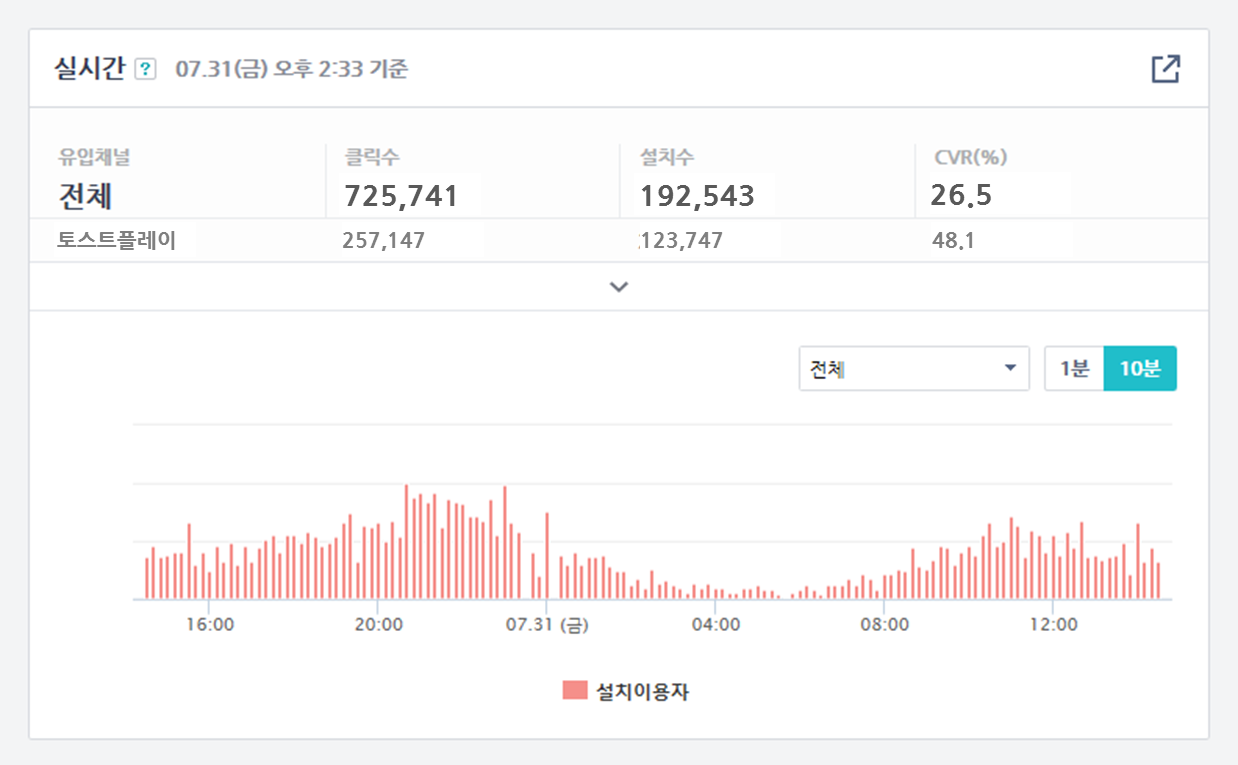 실시간 ? 07.31(금) 오후 2:33 기준
유입채널 클릭수 설치수 CVR(%)
전체 725,741 192,543 26.5
토스트플레이 257,147 123,747 48.1
전체 1분 10분
16:00 20:00 07.31 (금) 04:00 08:00 12:00
설치이용자